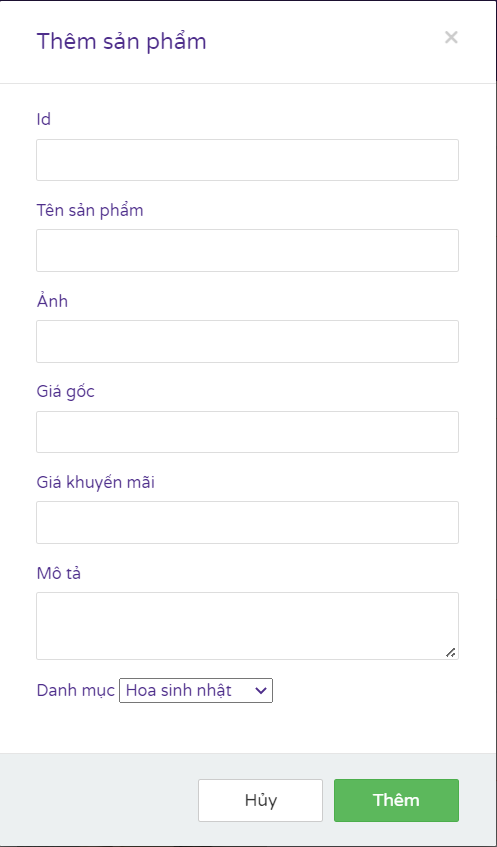 Thêm sản phẩm ×
Id
Tên sản phẩm
Ảnh
Giá gốc
Giá khuyến mãi
Mô tả
Danh mục Hoa sinh nhật
Hủy Thêm